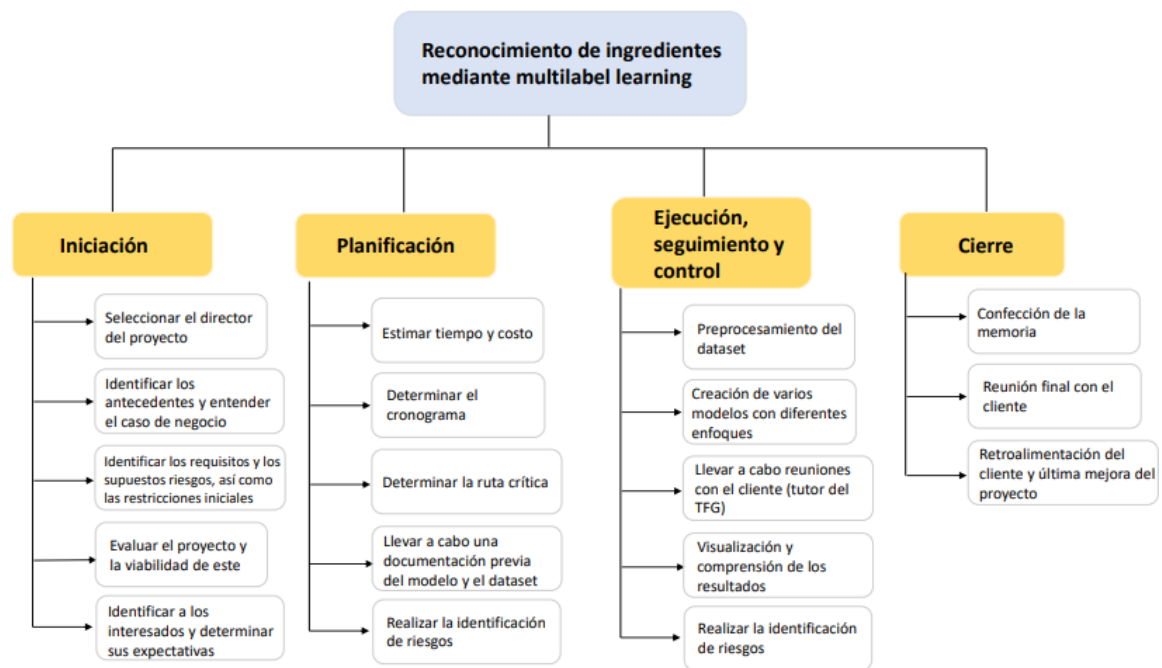 Reconocimiento de ingredientes
mediante multilabel learning
Iniciación
Seleccionar el director
del proyecto
Identificar los
antecedentes y entender
el caso de negocio
Identificar los requisitos y los
supuestos riesgos, así como
las restricciones iniciales
Evaluar el proyecto y
la viabilidad de este
Identificar a los
interesados y determinar
sus expectativas
Planificación
Estimar tiempo y costo
Determinar el
cronograma
Determinar la ruta crítica
Llevar a cabo una
documentación previa
del modelo y el dataset
Realizar la identificación
de riesgos
Ejecución,
seguimiento y
control
Preprocesamiento del
dataset
Creación de varios
modelos con diferentes
enfoques
Llevar a cabo reuniones
con el cliente (tutor del
TFG)
Visualización y
comprensión de los
resultados
Realizar la identificación
de riesgos
Cierre
Confección de la
memoria
Reunión final con el
cliente
Retroalimentación del
cliente y última mejora del
proyecto